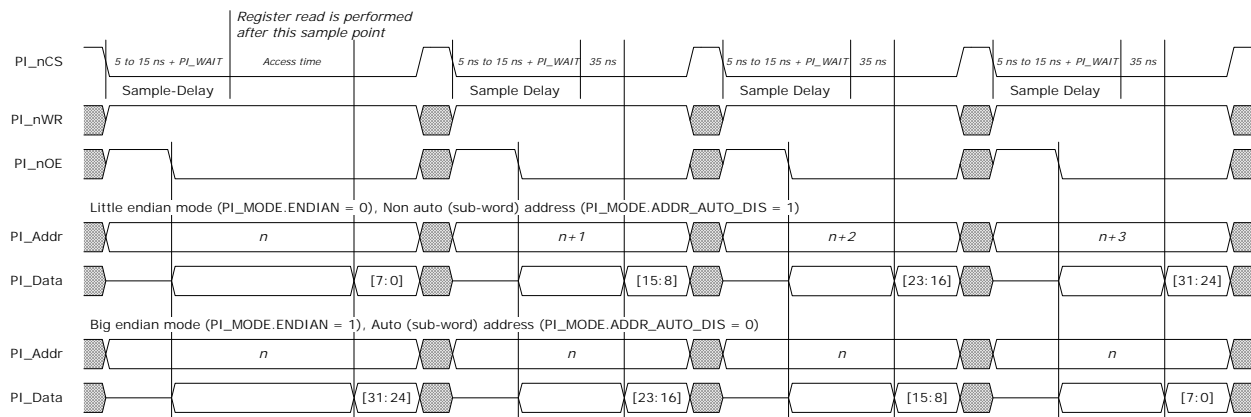 Register read is performed
after this sample point
PI_nCS
5 to 15 ns + PI_WAIT Access time 5 ns to 15 ns + PI_WAIT 35 ns 5 ns to 15 ns + PI_WAIT 35 ns 5 ns to 15 ns + PI_WAIT 35 ns
Sample-Delay Sample Delay Sample Delay Sample Delay
PI_nWR
PI_nOE
Little endian mode (PI_MODE.ENDIAN = 0), Non auto (sub-word) address (PI_MODE.ADDR_AUTO_DIS = 1)
PI_Addr n n+1 n+2 n+3
PI_Data [7:0] [15:8] [23:16] [31:24]
Big endian mode (PI_MODE.ENDIAN = 1), Auto (sub-word) address (PI_MODE.ADDR_AUTO_DIS = 0)
PI_Addr n n n n
PI_Data [31:24] [23:16] [15:8] [7:0]